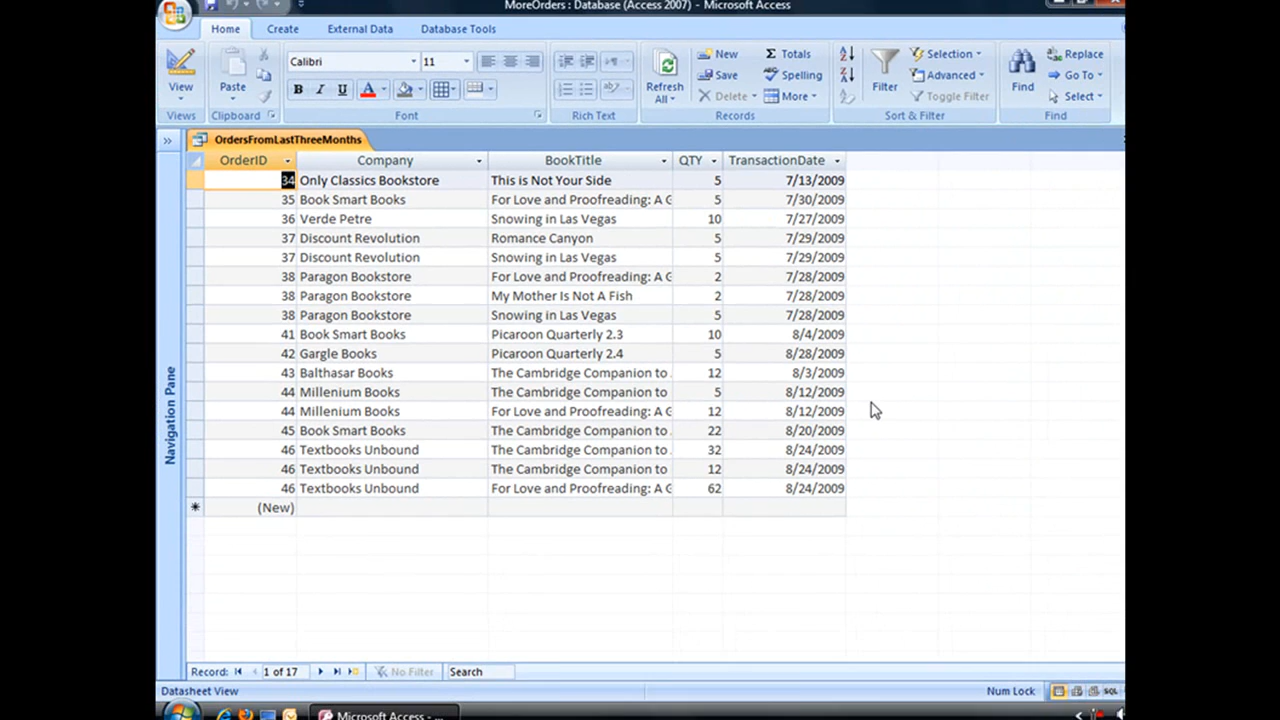 MoreOrders : Database (Access 2007) - Microsoft Access
Home Create External Data Database Tools
View
Views
Paste
Clipboard
Calibri 11
B I U A
Font
Rich Text
Refresh All
New
Save
Delete
Totals
Spelling
More
Records
Filter
Selection
Advanced
Toggle Filter
Sort & Filter
Find
Replace
Go To
Select
Find
OrdersFromLastThreeMonths
OrderID Company BookTitle QTY TransactionDate
34 Only Classics Bookstore This is Not Your Side 5 7/13/2009
35 Book Smart Books For Love and Proofreading: A G 5 7/30/2009
36 Verde Petre Snowing in Las Vegas 10 7/27/2009
37 Discount Revolution Romance Canyon 5 7/29/2009
37 Discount Revolution Snowing in Las Vegas 5 7/29/2009
38 Paragon Bookstore For Love and Proofreading: A G 2 7/28/2009
38 Paragon Bookstore My Mother Is Not A Fish 2 7/28/2009
38 Paragon Bookstore Snowing in Las Vegas 5 7/28/2009
41 Book Smart Books Picaroon Quarterly 2.3 10 8/4/2009
42 Gargle Books Picaroon Quarterly 2.4 5 8/28/2009
43 Balthasar Books The Cambridge Companion to 12 8/3/2009
44 Millenium Books The Cambridge Companion to 5 8/12/2009
44 Millenium Books For Love and Proofreading: A G 12 8/12/2009
45 Book Smart Books The Cambridge Companion to 22 8/20/2009
46 Textbooks Unbound The Cambridge Companion to 32 8/24/2009
46 Textbooks Unbound The Cambridge Companion to 12 8/24/2009
46 Textbooks Unbound For Love and Proofreading: A G 62 8/24/2009
(New)
Navigation Pane
Record: 1 of 17 No Filter Search
Datasheet View Num Lock SQL
Microsoft Access - ...